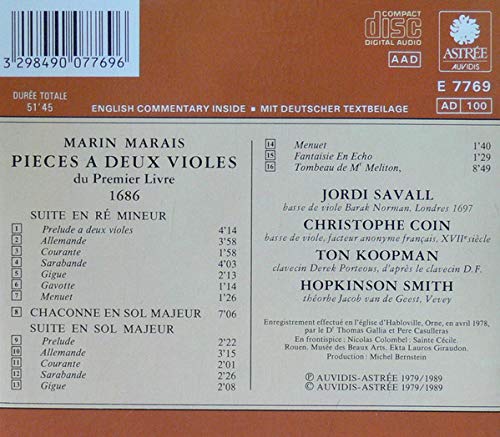 3 298490 077696
COMPACT
disc
DIGITAL AUDIO
AAD
ASTRÉE
AUVIDIS
E 7769
AD 100
DURÉE TOTALE
51'45
ENGLISH COMMENTARY INSIDE • MIT DEUTSCHER TEXTBEILAGE
MARIN MARAIS
PIECES A DEUX VIOLES
du Premier Livre
1686
SUITE EN RÉ MINEUR
1 Prelude a deux violes 4'14
2 Allemande 3'58
3 Courante 1'58
4 Sarabande 4'03
5 Gigue 2'13
6 Gavotte 1'14
7 Menuet 1'26
8 CHACONNE EN SOL MAJEUR 7'06
SUITE EN SOL MAJEUR
9 Prelude 2'22
10 Allemande 3'15
11 Courante 2'01
12 Sarabande 2'26
13 Gigue 2'08
14 Menuet 1'40
15 Fantaisie En Echo 1'29
16 Tombeau de Mr Meliton, 8'49
JORDI SAVALL
basse de viole Barak Norman, Londres 1697
CHRISTOPHE COIN
basse de viole, facteur anonyme français, XVIIe siècle
TON KOOPMAN
clavecin Derek Porteous, d'après le clavecin D.F.
HOPKINSON SMITH
théorbe Jacob van de Geest, Vevey
Enregistrement effectué en l'église d'Habloville, Orne, en avril 1978,
par le Dr Thomas Gallia et Pere Casulleras
En frontispice : Nicolas Colombel : Sainte Cécile.
Rouen, Musée des Beaux Arts. Ekta Lauros Giraudon.
Production : Michel Bernstein
Ⓟ AUVIDIS-ASTRÉE 1979/1989
© AUVIDIS-ASTRÉE 1979/1989